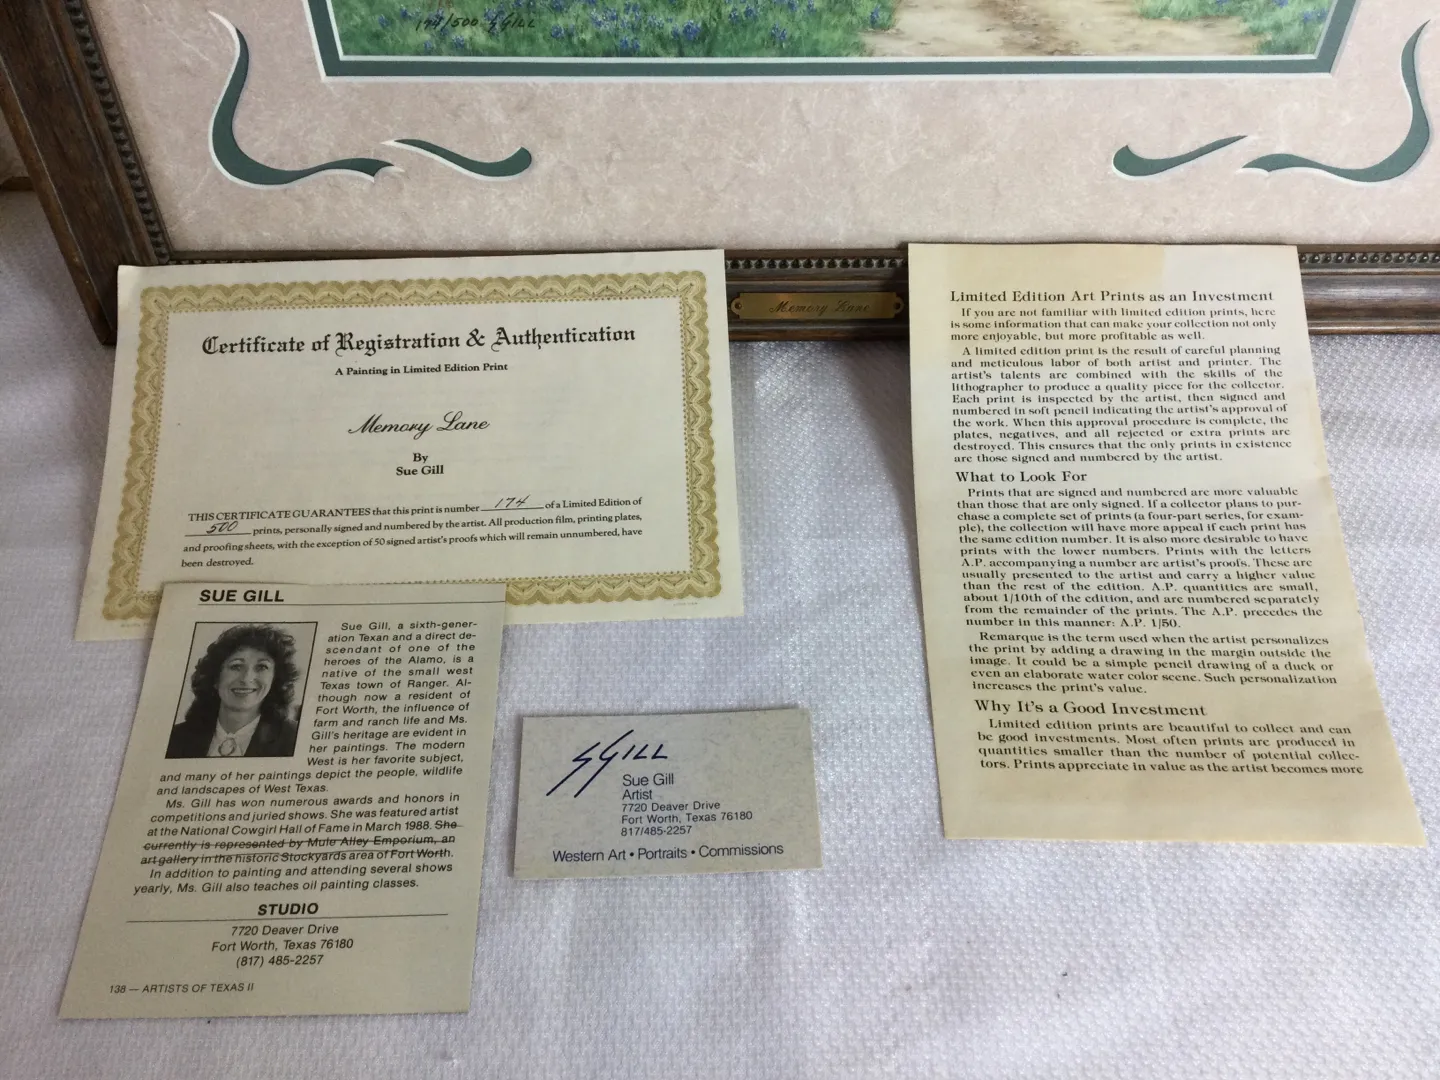 174/500 S GILL
Memory Lane
Certificate of Registration & Authentication
A Painting in Limited Edition Print
Memory Lane
By
Sue Gill
THIS CERTIFICATE GUARANTEES that this print is number 174 of a Limited Edition of
500 prints, personally signed and numbered by the artist. All production film, printing plates,
and proofing sheets, with the exception of 50 signed artist's proofs which will remain unnumbered, have
been destroyed.
SUE GILL
Sue Gill, a sixth-gener-
ation Texan and a direct de-
scendant of one of the
heroes of the Alamo, is a
native of the small west
Texas town of Ranger. Al-
though now a resident of
Fort Worth, the influence of
farm and ranch life and Ms.
Gill's heritage are evident in
her paintings. The modern
West is her favorite subject,
and many of her paintings depict the people, wildlife
and landscapes of West Texas.
Ms. Gill has won numerous awards and honors in
competitions and juried shows. She was featured artist
at the National Cowgirl Hall of Fame in March 1988. She
currently is represented by Mule Alley Emporium, an
art gallery in the historic Stockyards area of Fort Worth.
In addition to painting and attending several shows
yearly, Ms. Gill also teaches oil painting classes.
STUDIO
7720 Deaver Drive
Fort Worth, Texas 76180
(817) 485-2257
138 — ARTISTS OF TEXAS II
S GILL
Sue Gill
Artist
7720 Deaver Drive
Fort Worth, Texas 76180
817/485-2257
Western Art • Portraits • Commissions
Limited Edition Art Prints as an Investment
If you are not familiar with limited edition prints, here
is some information that can make your collection not only
more enjoyable, but more profitable as well.
A limited edition print is the result of careful planning
and meticulous labor of both artist and printer. The
artist's talents are combined with the skills of the
lithographer to produce a quality piece for the collector.
Each print is inspected by the artist, then signed and
numbered in soft pencil indicating the artist's approval of
the work. When this approval procedure is complete, the
plates, negatives, and all rejected or extra prints are
destroyed. This ensures that the only prints in existence
are those signed and numbered by the artist.
What to Look For
Prints that are signed and numbered are more valuable
than those that are only signed. If a collector plans to pur-
chase a complete set of prints (a four-part series, for exam-
ple), the collection will have more appeal if each print has
the same edition number. It is also more desirable to have
prints with the lower numbers. Prints with the letters
A.P. accompanying a number are artist's proofs. These are
usually presented to the artist and carry a higher value
than the rest of the edition. A.P. quantities are small,
about 1/10th of the edition, and are numbered separately
from the remainder of the prints. The A.P. precedes the
number in this manner: A.P. 1/50.
Remarque is the term used when the artist personalizes
the print by adding a drawing in the margin outside the
image. It could be a simple pencil drawing of a duck or
even an elaborate water color scene. Such personalization
increases the print's value.
Why It's a Good Investment
Limited edition prints are beautiful to collect and can
be good investments. Most often prints are produced in
quantities smaller than the number of potential collec-
tors. Prints appreciate in value as the artist becomes more